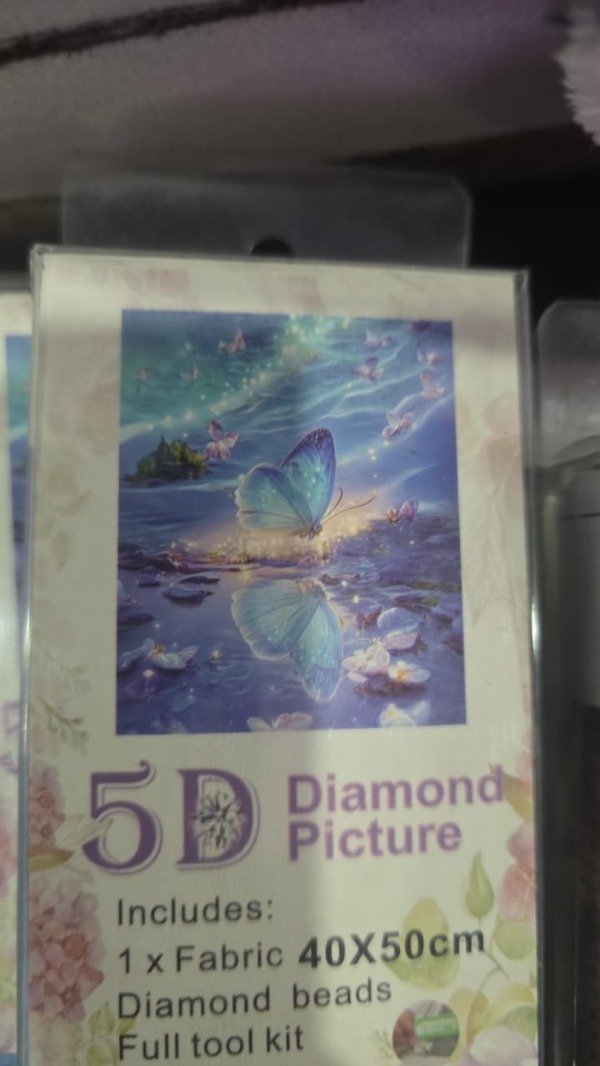 5D Diamond
Picture
Includes:
1 x Fabric 40X50cm
Diamond beads
Full tool kit